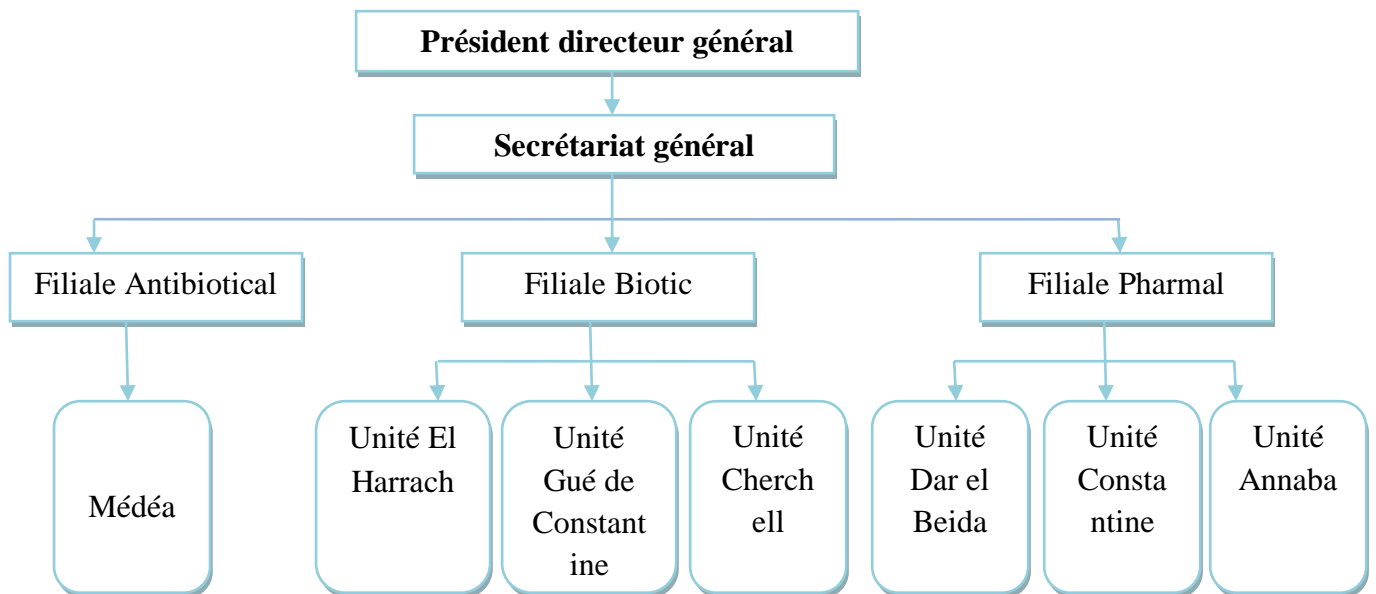 Président directeur général
Secrétariat général
Filiale Antibiotical
Filiale Biotic
Filiale Pharmal
Médéa
Unité El
Harrach
Unité
Gué de
Constant
ine
Unité
Cherch
ell
Unité
Dar el
Beida
Unité
Consta
ntine
Unité
Annaba